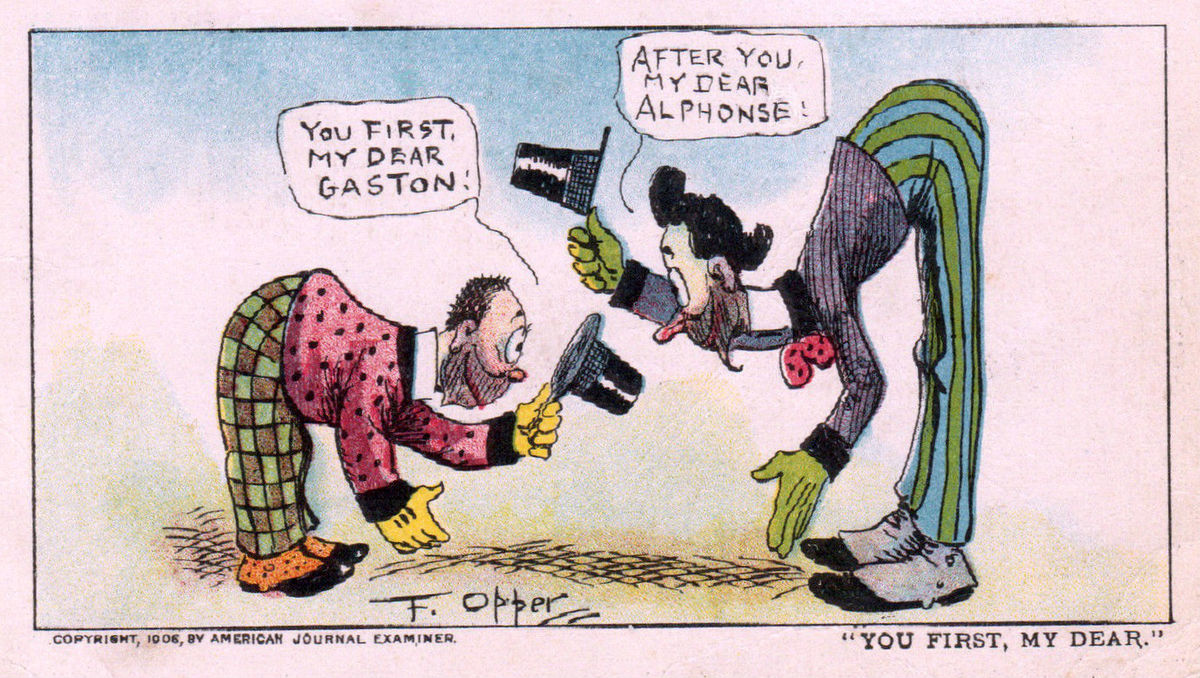 YOU FIRST,
MY DEAR
GASTON!
AFTER YOU,
MY DEAR
ALPHONSE!
F. Opper
COPYRIGHT, 1906, BY AMERICAN JOURNAL EXAMINER.
"YOU FIRST, MY DEAR."